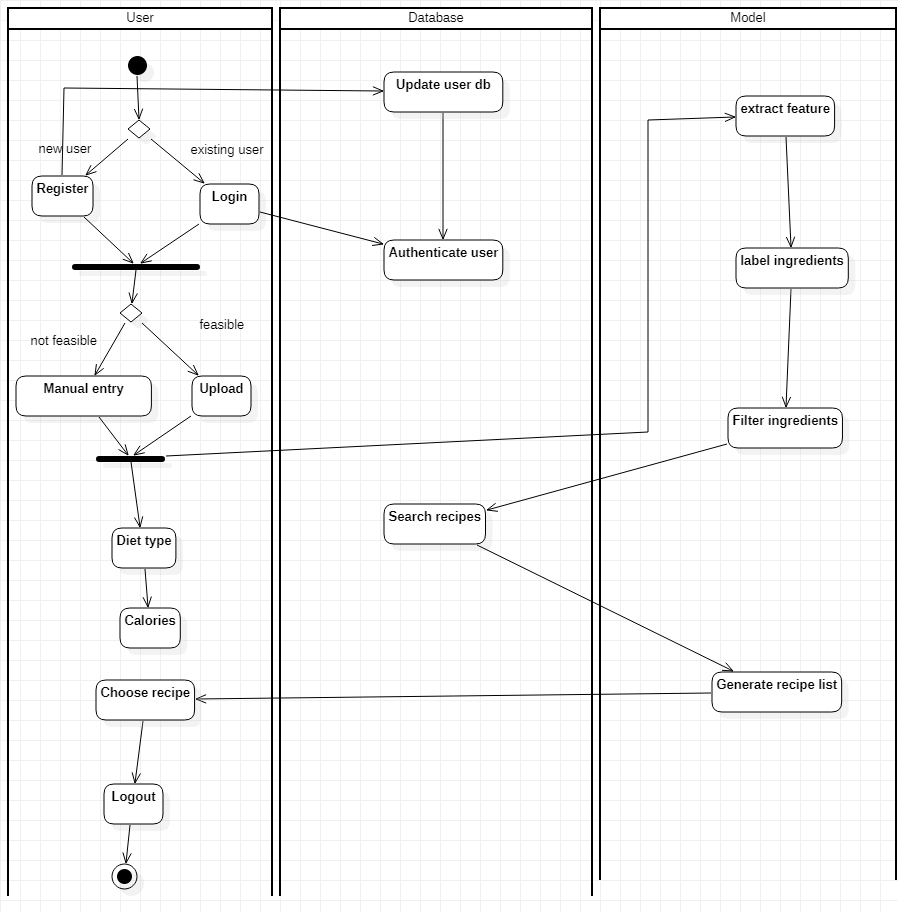 User
Database
Model
Update user db
extract feature
new user
existing user
Register
Login
Authenticate user
label ingredients
feasible
not feasible
Manual entry
Upload
Filter ingredients
Search recipes
Diet type
Calories
Choose recipe
Generate recipe list
Logout